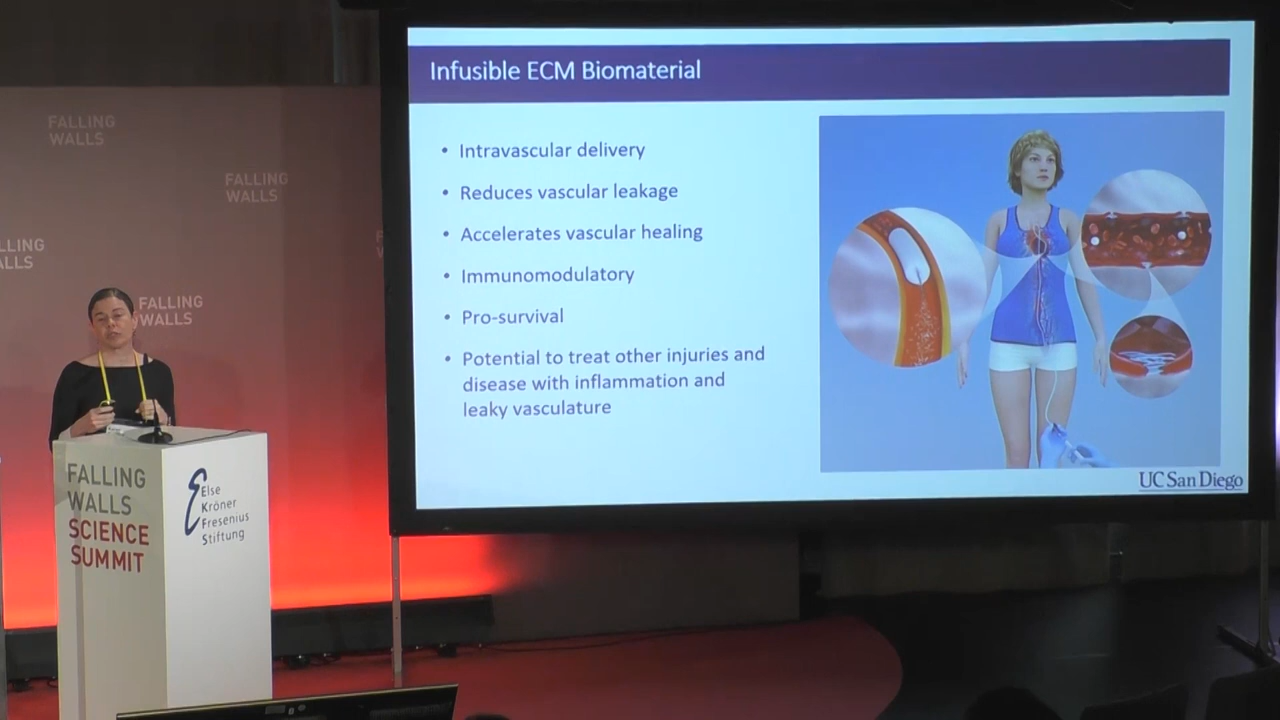 Infusible ECM Biomaterial
• Intravascular delivery
• Reduces vascular leakage
• Accelerates vascular healing
• Immunomodulatory
• Pro-survival
• Potential to treat other injuries and
disease with inflammation and
leaky vasculature
UC San Diego
FALLING
WALLS
FALLING
WALLS
LLING
ALLS
FALLING
WALLS
FALLING
WALLS
SCIENCE
SUMMIT
Else
Kröner
Fresenius
Stiftung